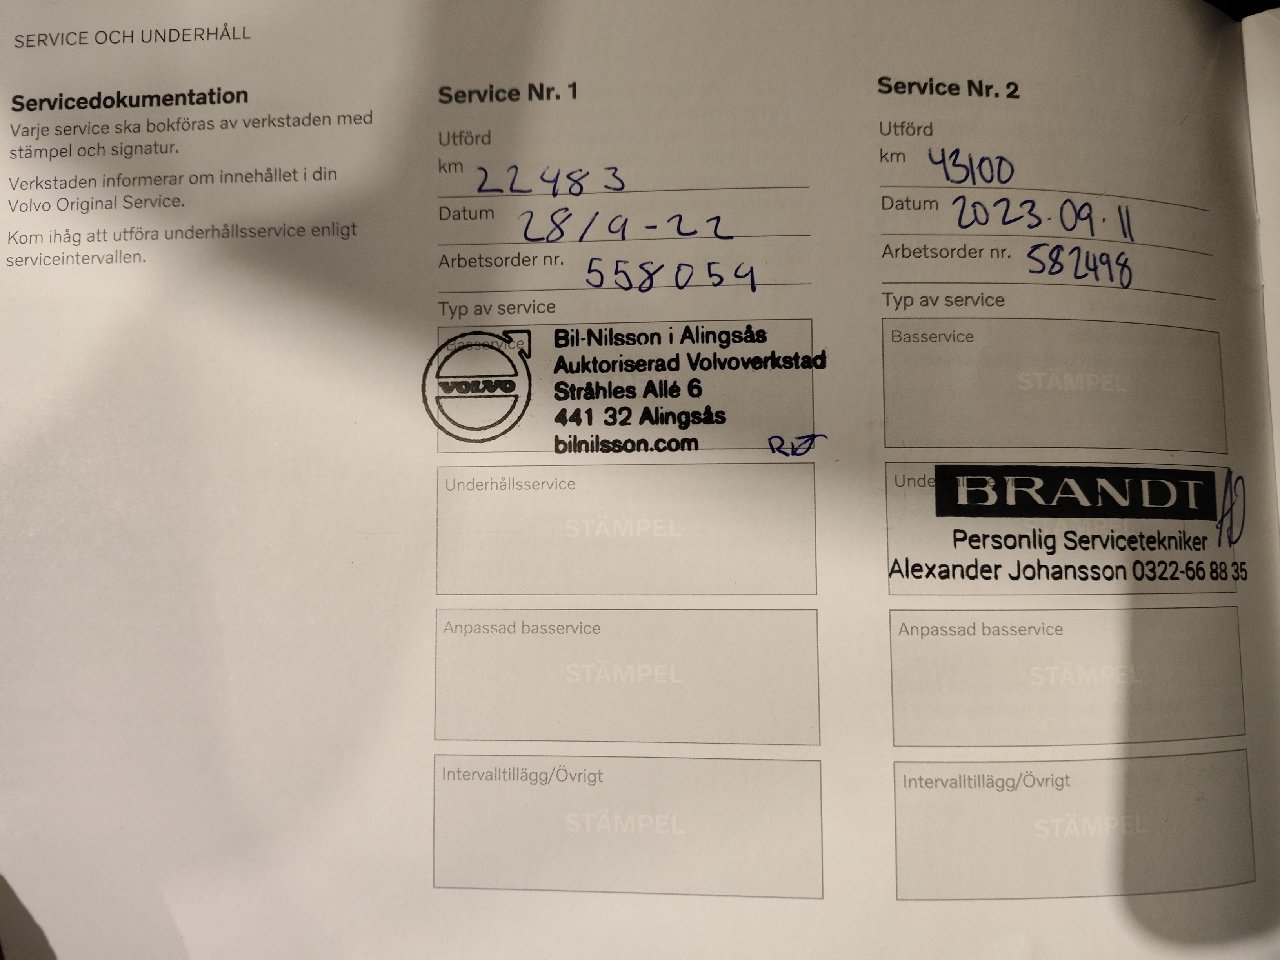 SERVICE OCH UNDERHÅLL
Servicedokumentation
Varje service ska bokföras av verkstaden med
stämpel och signatur.
Verkstaden informerar om innehållet i din
Volvo Original Service.
Kom ihåg att utföra underhållsservice enligt
serviceintervallen.
Service Nr. 1
Utförd
km 22483
Datum 28/9-22
Arbetsorder nr. 558059
Typ av service
Basservice
VOLVO
Bil-Nilsson i Alingsås
Auktoriserad Volvoverkstad
Stråhles Allé 6
441 32 Alingsås
bilnilsson.com
Underhållsservice
STÄMPEL
Anpassad basservice
STÄMPEL
Intervalltillägg/Övrigt
STÄMPEL
Service Nr. 2
Utförd
km 43100
Datum 2023.09.11
Arbetsorder nr. 582498
Typ av service
Basservice
STÄMPEL
BRANDT
Personlig Servicetekniker
Alexander Johansson 0322-66 88 35
Anpassad basservice
STÄMPEL
Intervalltillägg/Övrigt
STÄMPEL